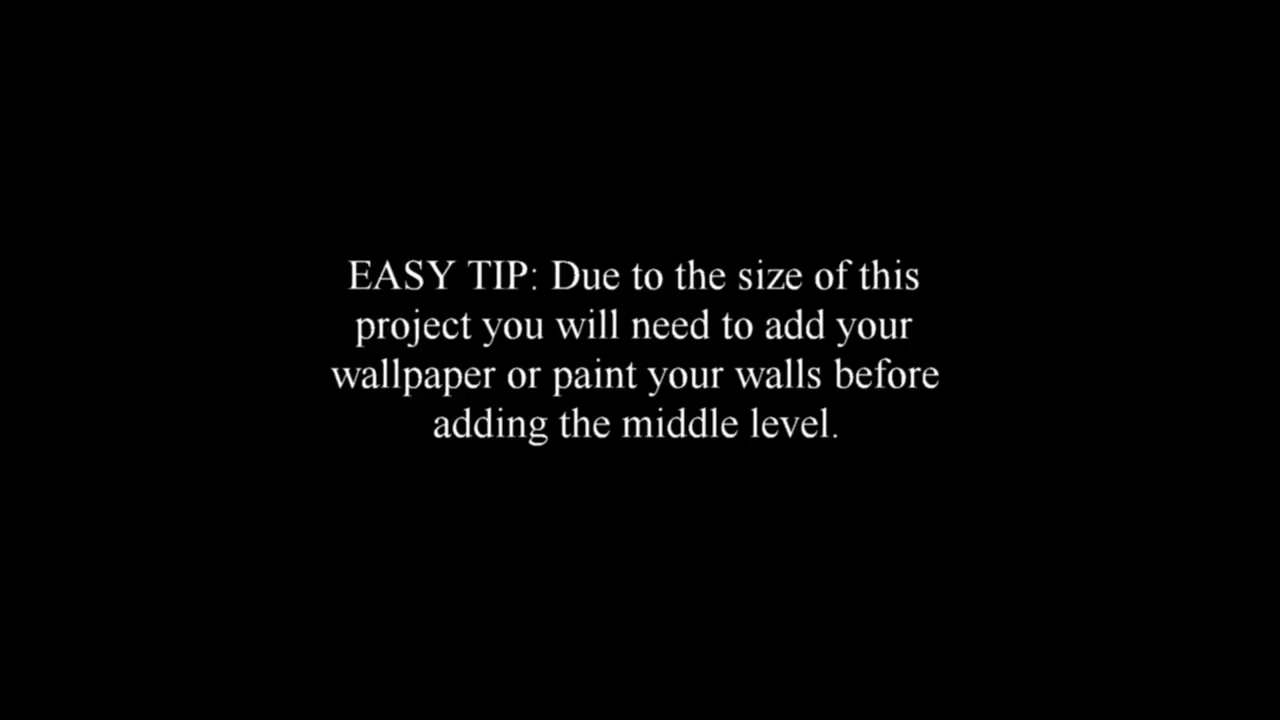 EASY TIP: Due to the size of this
project you will need to add your
wallpaper or paint your walls before
adding the middle level.